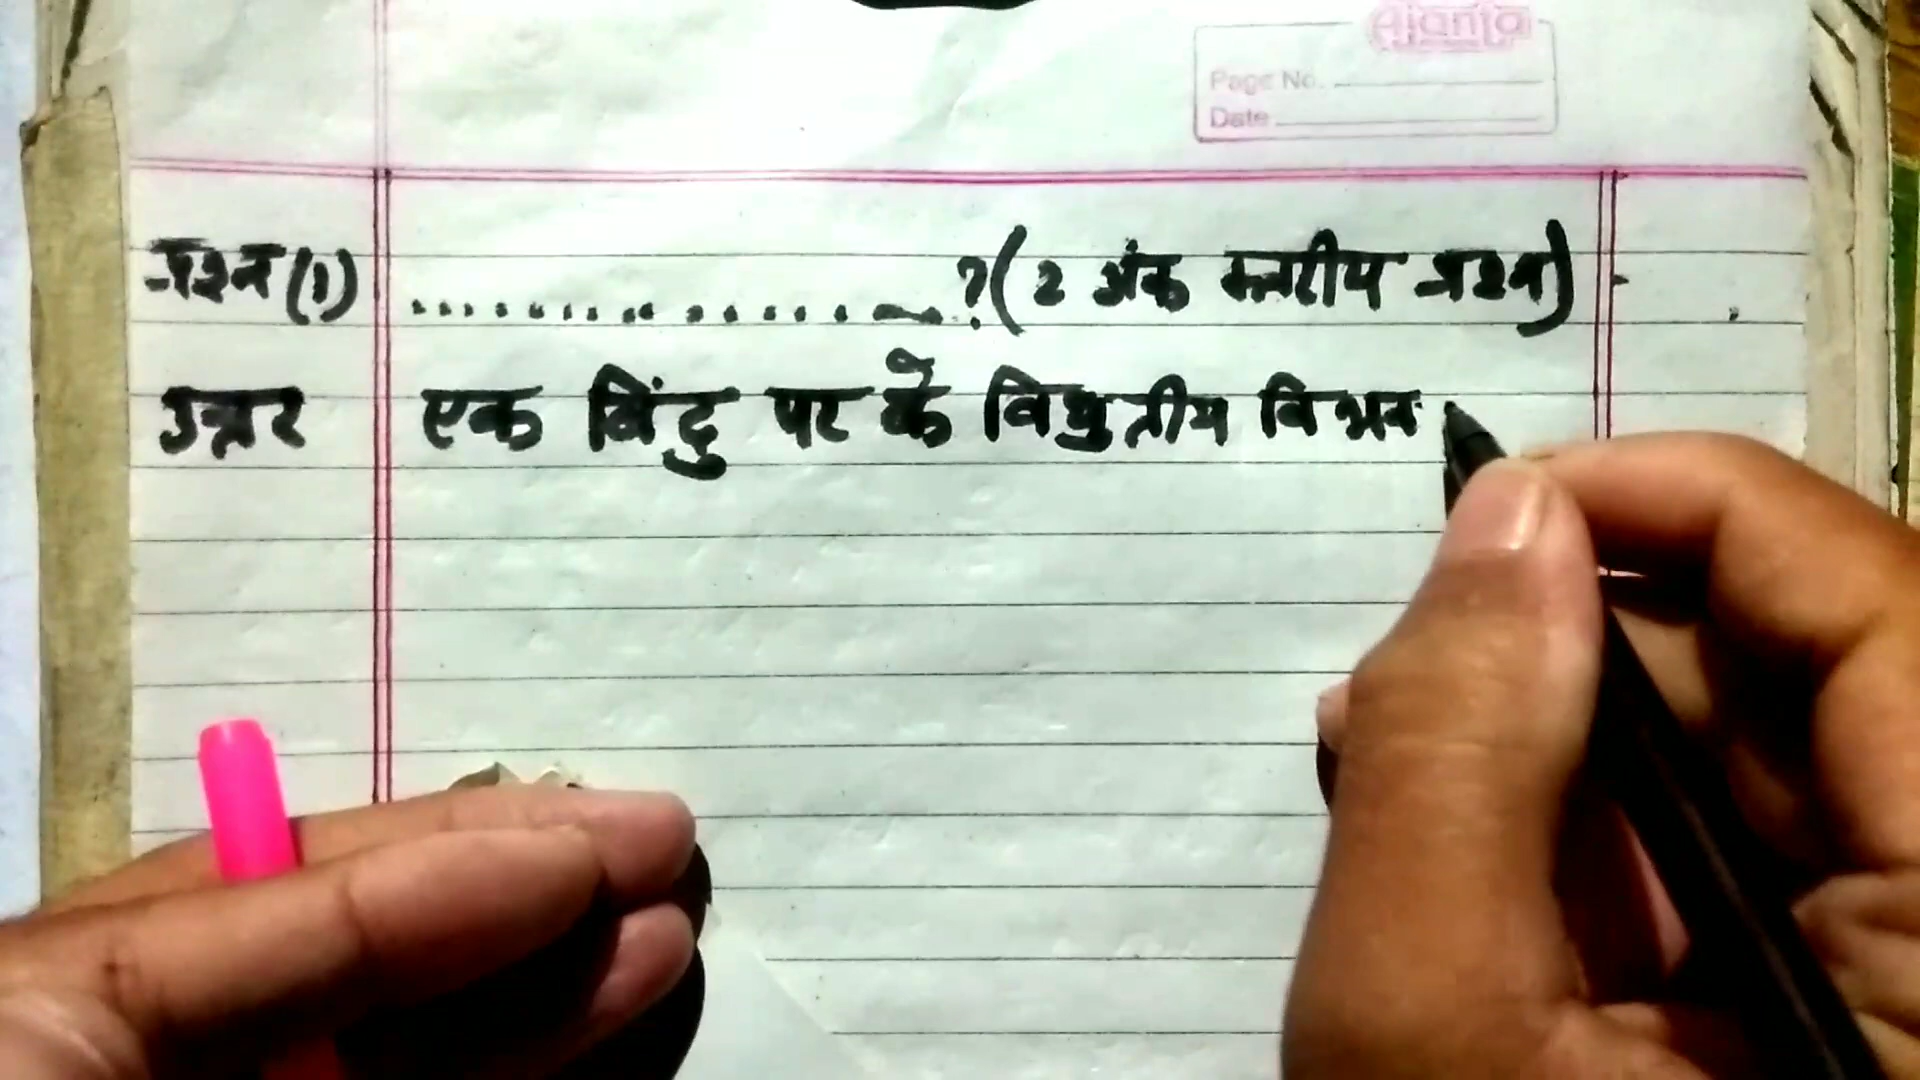 Ajanta
Page No.
Date
प्रश्न (1) ....................? (2 अंक स्तरीय प्रश्न)
उत्तर एक बिंदु पर के विद्युतीय विभव